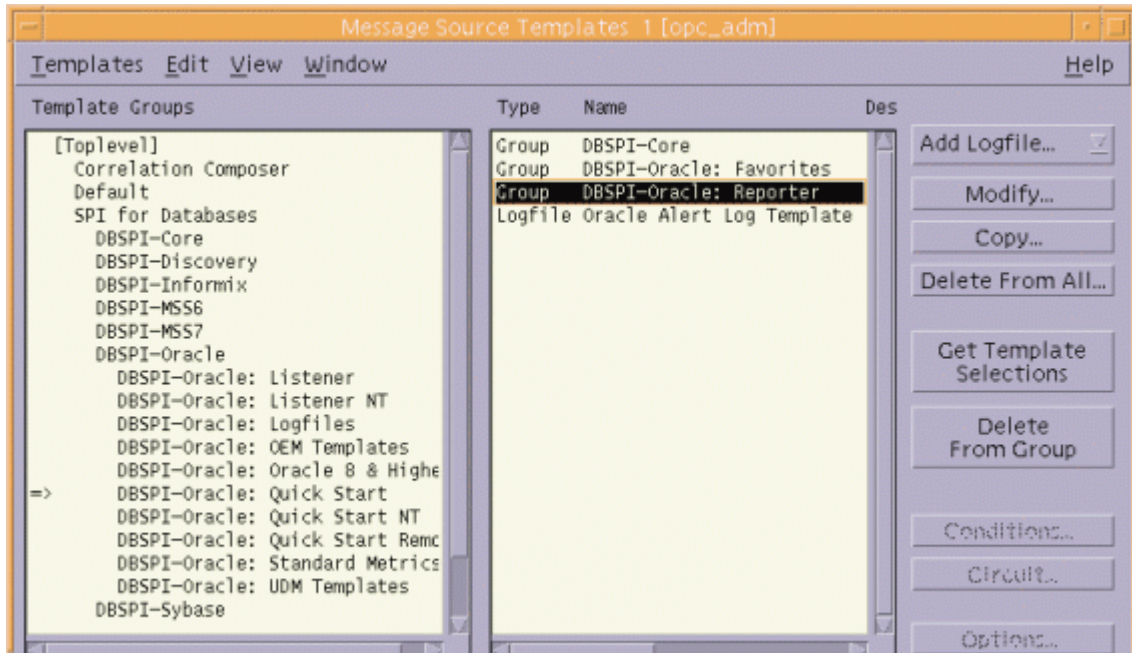 Message Source Templates 1 [opc_adm]
Templates Edit View Window Help
Template Groups
[Toplevel]
Correlation Composer
Default
SPI for Databases
DBSPI-Core
DBSPI-Discovery
DBSPI-Informix
DBSPI-MSS6
DBSPI-MSS7
DBSPI-Oracle
DBSPI-Oracle: Listener
DBSPI-Oracle: Listener NT
DBSPI-Oracle: Logfiles
DBSPI-Oracle: OEM Templates
DBSPI-Oracle: Oracle 8 & Highe
=> DBSPI-Oracle: Quick Start
DBSPI-Oracle: Quick Start NT
DBSPI-Oracle: Quick Start Remo
DBSPI-Oracle: Standard Metrics
DBSPI-Oracle: UDM Templates
DBSPI-Sybase
Type Name Des
Group DBSPI-Core
Group DBSPI-Oracle: Favorites
Group DBSPI-Oracle: Reporter
Logfile Oracle Alert Log Template
Add Logfile...
Modify...
Copy...
Delete From All...
Get Template
Selections
Delete
From Group
Conditions...
Circuit...
Options...